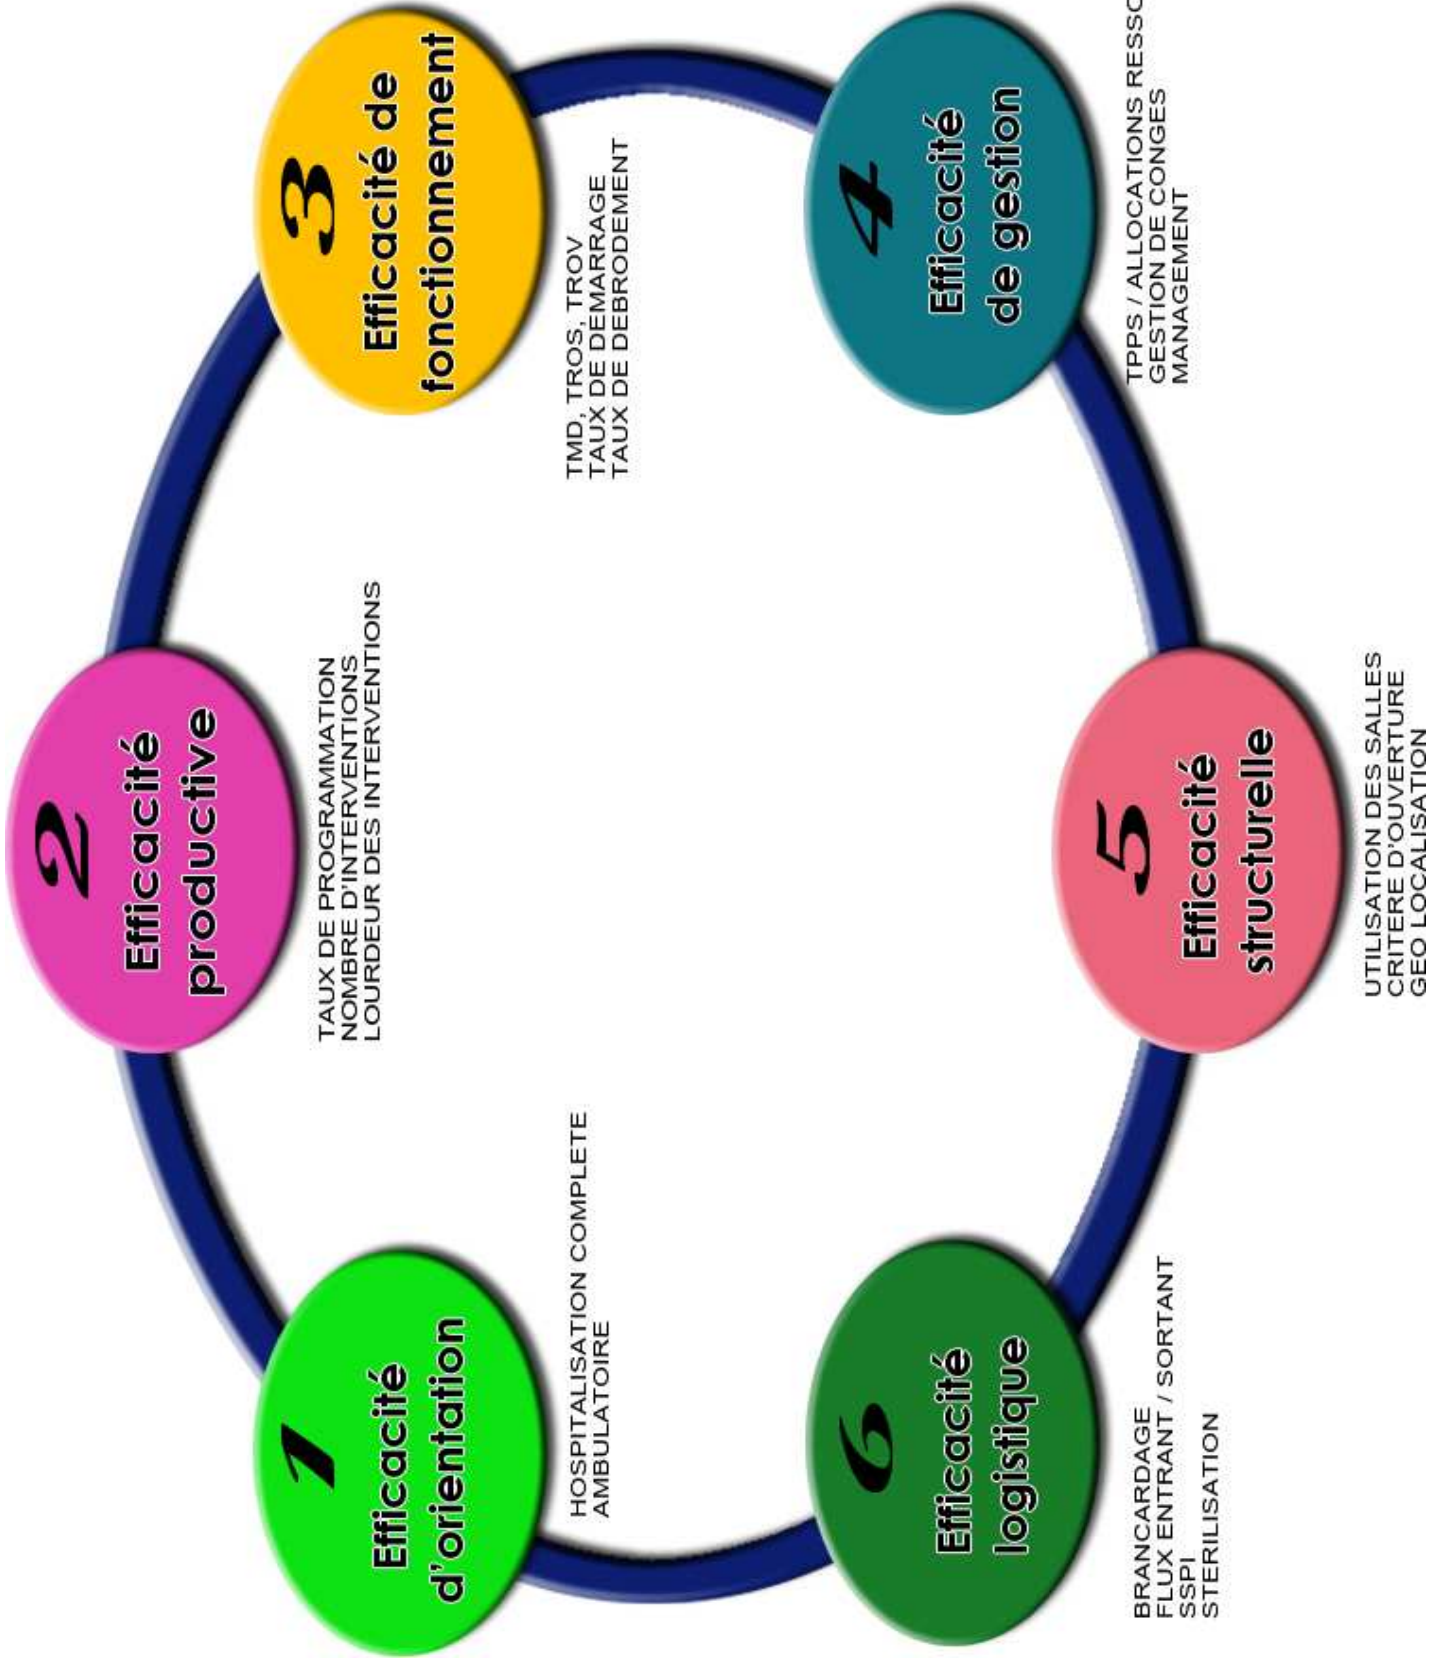 1
Efficacité
d'orientation
HOSPITALISATION COMPLETE
AMBULATOIRE
2
Efficacité
productive
TAUX DE PROGRAMMATION
NOMBRE D'INTERVENTIONS
LOURDEUR DES INTERVENTIONS
3
Efficacité de
fonctionnement
TMD, TROS, TROV
TAUX DE DEMARRAGE
TAUX DE DEBRODEMENT
4
Efficacité
de gestion
TPPS / ALLOCATIONS
GESTION DE CONGES
MANAGEMENT
5
Efficacité
structurelle
UTILISATION DES SALLES
CRITERE D'OUVERTURE
GEO LOCALISATION
6
Efficacité
logistique
BRANCARDAGE
FLUX ENTRANT / SORTANT
SSPI
STERILISATION